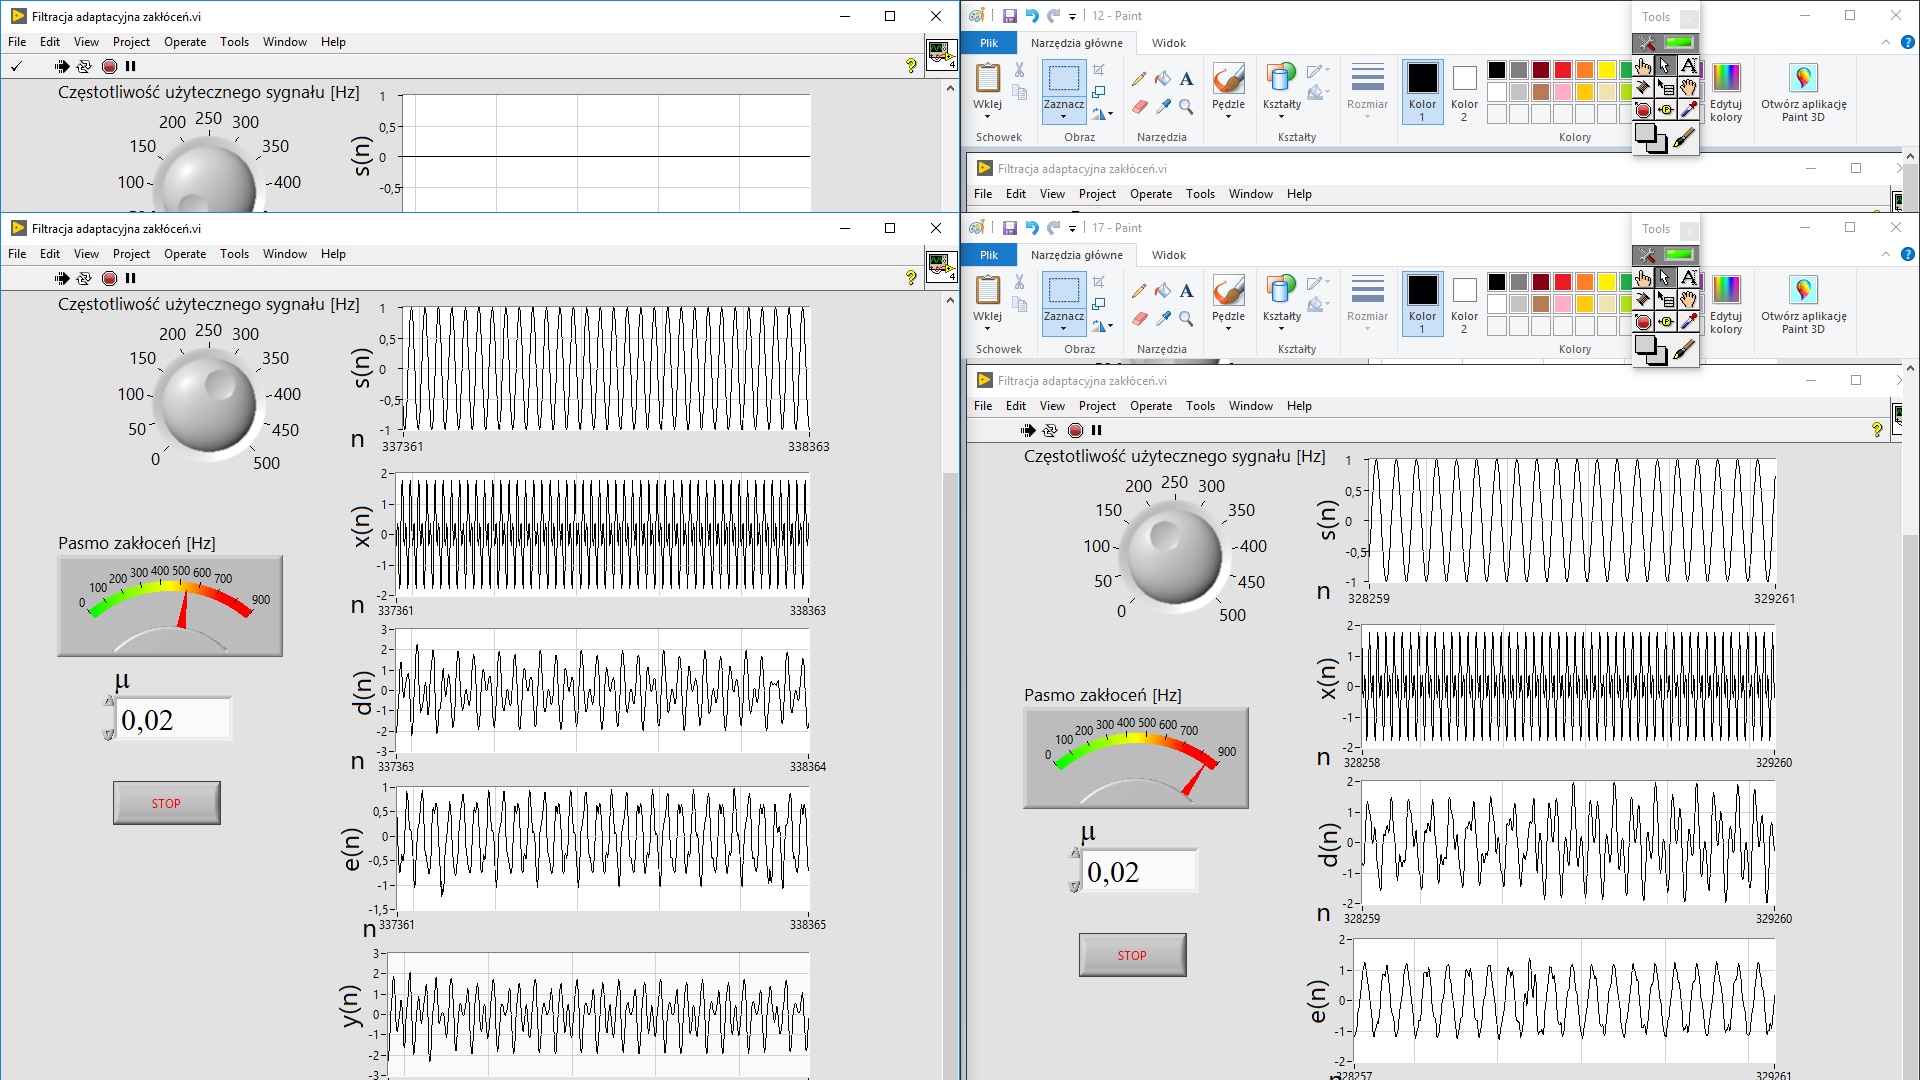 Filtracja adaptacyjna zakłóceń.vi
File Edit View Project Operate Tools Window Help
4
Częstotliwość użytecznego sygnału [Hz]
100 150 200 250 300 350 400
s(n)
1
0,5
0
-0,5
12 - Paint
Plik Narzędzia główne Widok
Wklej
Zaznacz
Pędzle
Kształty
Rozmiar
Kolor 1
Kolor 2
Edytuj kolory
Otwórz aplikację Paint 3D
Schowek Obraz Narzędzia Kształty Kolory
Tools
Filtracja adaptacyjna zakłóceń.vi
File Edit View Project Operate Tools Window Help
Filtracja adaptacyjna zakłóceń.vi
File Edit View Project Operate Tools Window Help
4
Częstotliwość użytecznego sygnału [Hz]
0 50 100 150 200 250 300 350 400 450 500
Pasmo zakłoceń [Hz]
0 100 200 300 400 500 600 700 900
μ
0,02
STOP
s(n)
1
0,5
0
-0,5
-1
n
337361 338363
x(n)
2
1
0
-1
-2
n
337361 338363
d(n)
3
2
1
0
-1
-2
-3
n
337363 338364
e(n)
1
0,5
0
-0,5
-1
-1,5
n
337361 338365
y(n)
3
2
1
0
-1
-2
-3
17 - Paint
Plik Narzędzia główne Widok
Wklej
Zaznacz
Pędzle
Kształty
Rozmiar
Kolor 1
Kolor 2
Edytuj kolory
Otwórz aplikację Paint 3D
Schowek Obraz Narzędzia Kształty Kolory
Tools
Filtracja adaptacyjna zakłóceń.vi
File Edit View Project Operate Tools Window Help
Częstotliwość użytecznego sygnału [Hz]
0 50 100 150 200 250 300 350 400 450 500
Pasmo zakłoceń [Hz]
0 100 200 300 400 500 600 700 900
μ
0,02
STOP
s(n)
1
0,5
0
-0,5
-1
n
328259 329261
x(n)
2
1
0
-1
-2
n
328258 329260
d(n)
2
1
0
-1
-2
n
328259 329260
e(n)
2
1
0
-1
-2
n
328257 329261